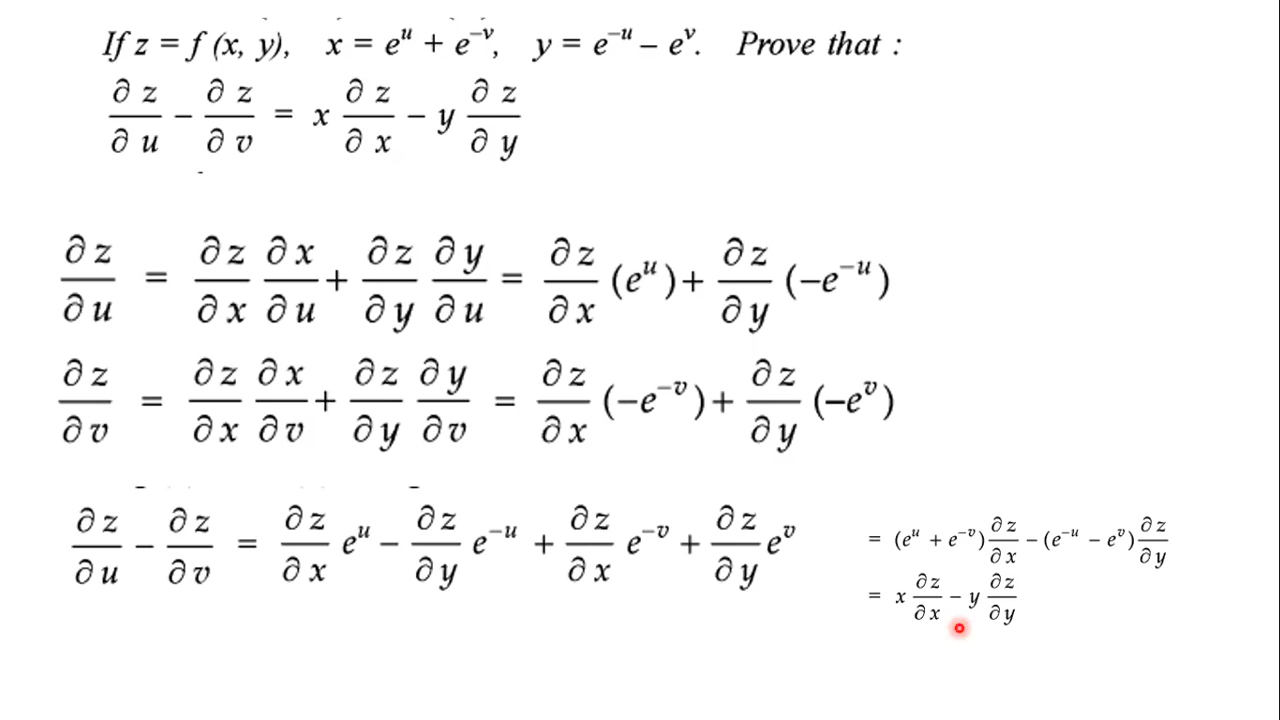 If z = f (x, y), x = e^u + e^{-v}, y = e^{-u} – e^v. Prove that :
∂z/∂u − ∂z/∂v = x ∂z/∂x − y ∂z/∂y
∂z/∂u = ∂z/∂x ∂x/∂u + ∂z/∂y ∂y/∂u = ∂z/∂x (e^u) + ∂z/∂y (−e^{−u})
∂z/∂v = ∂z/∂x ∂x/∂v + ∂z/∂y ∂y/∂v = ∂z/∂x (−e^{−v}) + ∂z/∂y (−e^v)
∂z/∂u − ∂z/∂v = ∂z/∂x e^u − ∂z/∂y e^{−u} + ∂z/∂x e^{−v} + ∂z/∂y e^v
= (e^u + e^{−v}) ∂z/∂x − (e^{−u} − e^v) ∂z/∂y
= x ∂z/∂x − y ∂z/∂y